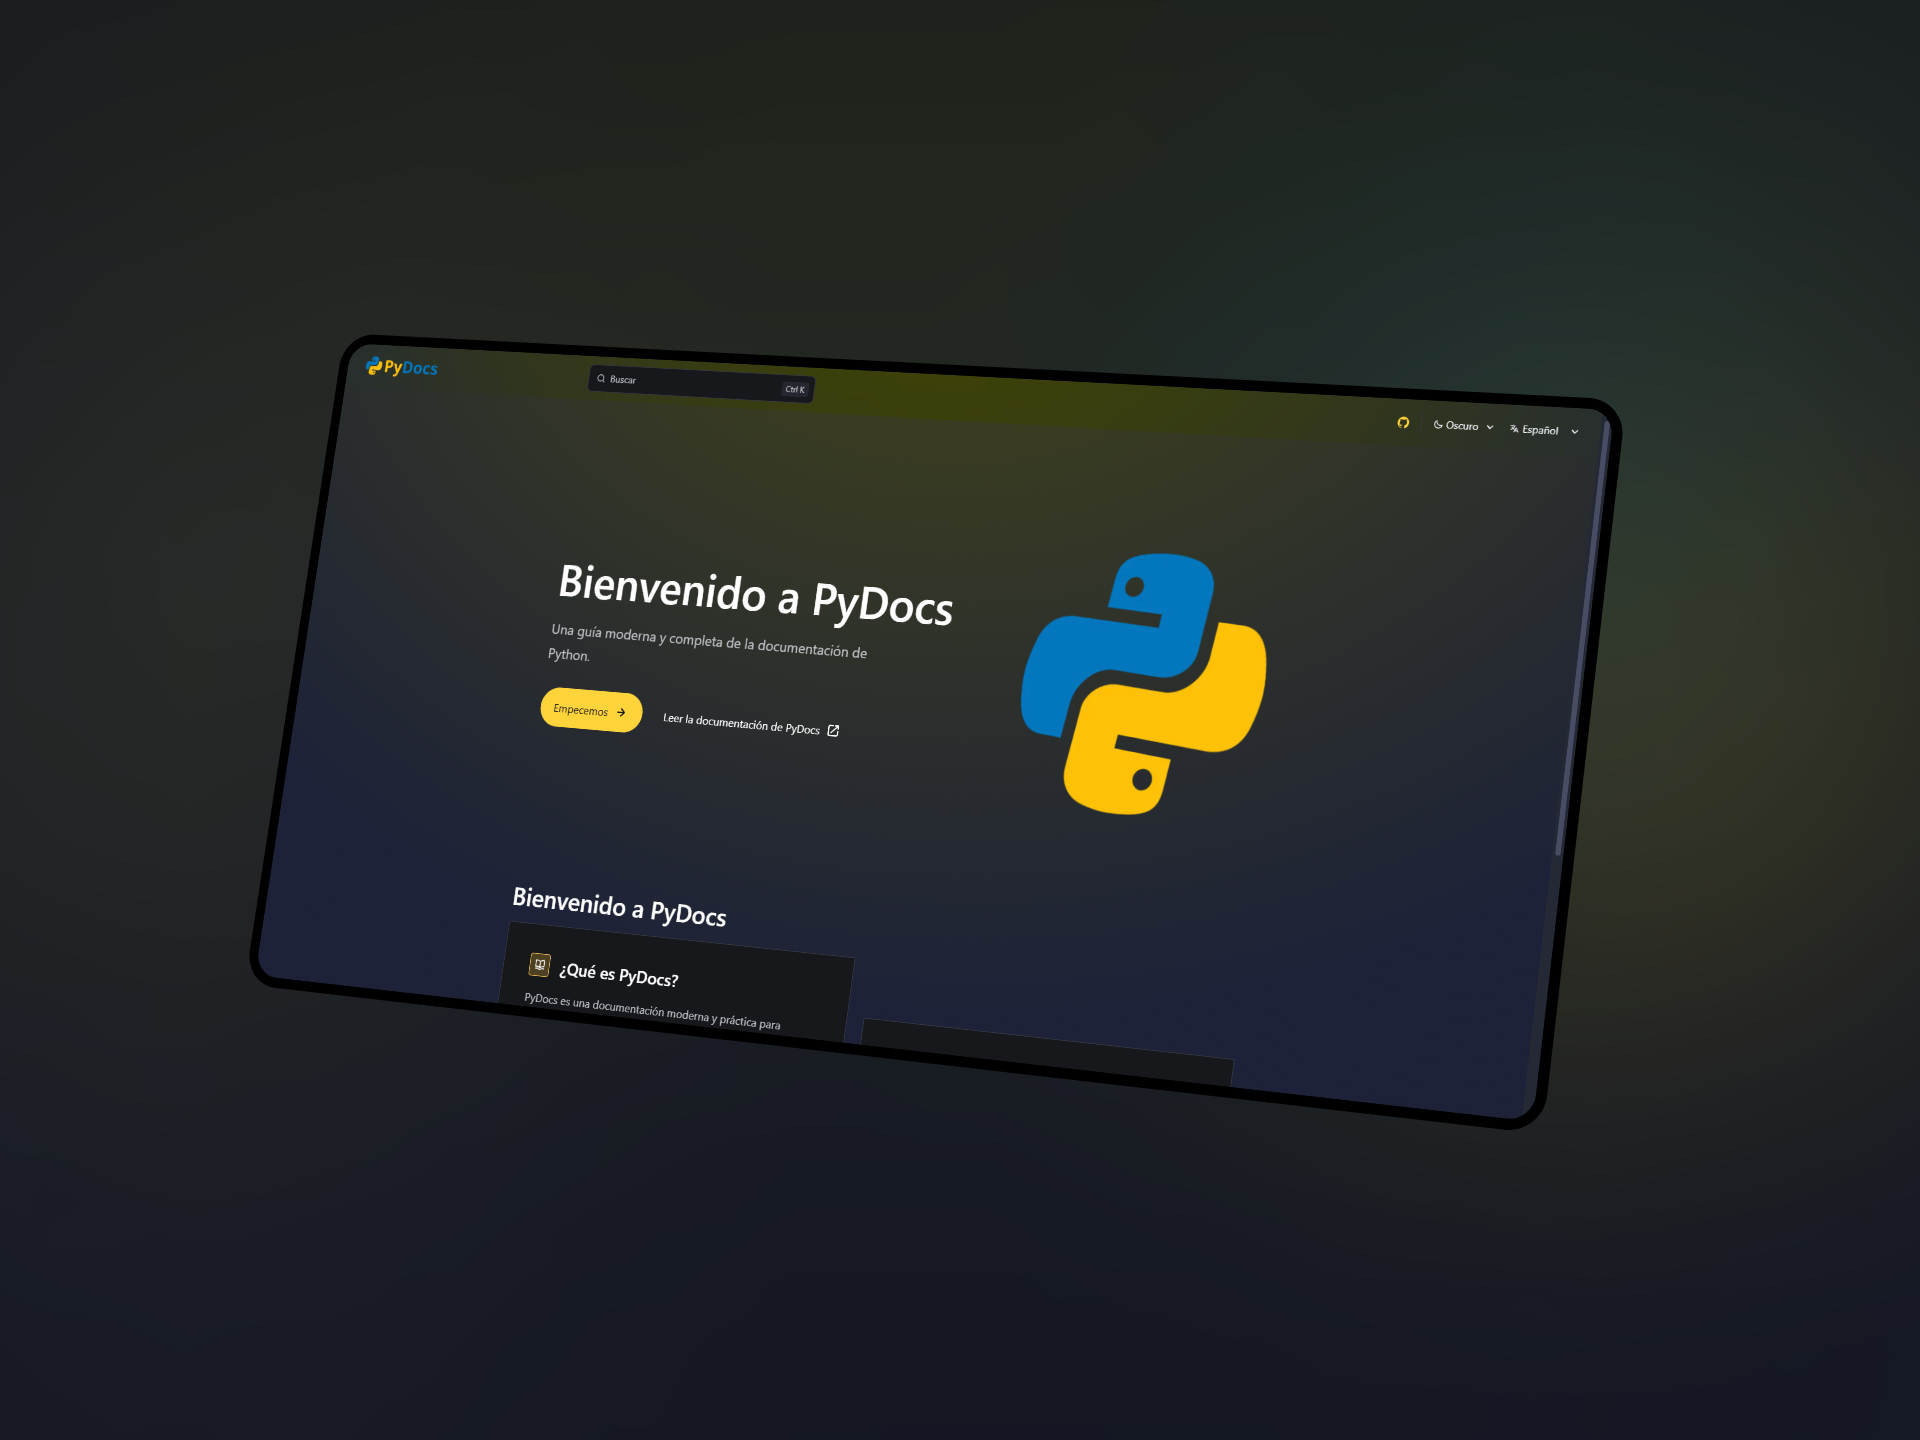 PyDocs
Buscar
Ctrl K
Oscuro
Español
Bienvenido a PyDocs
Una guía moderna y completa de la documentación de
Python.
Empecemos
Leer la documentación de PyDocs
Bienvenido a PyDocs
¿Qué es PyDocs?
PyDocs es una documentación moderna y práctica para